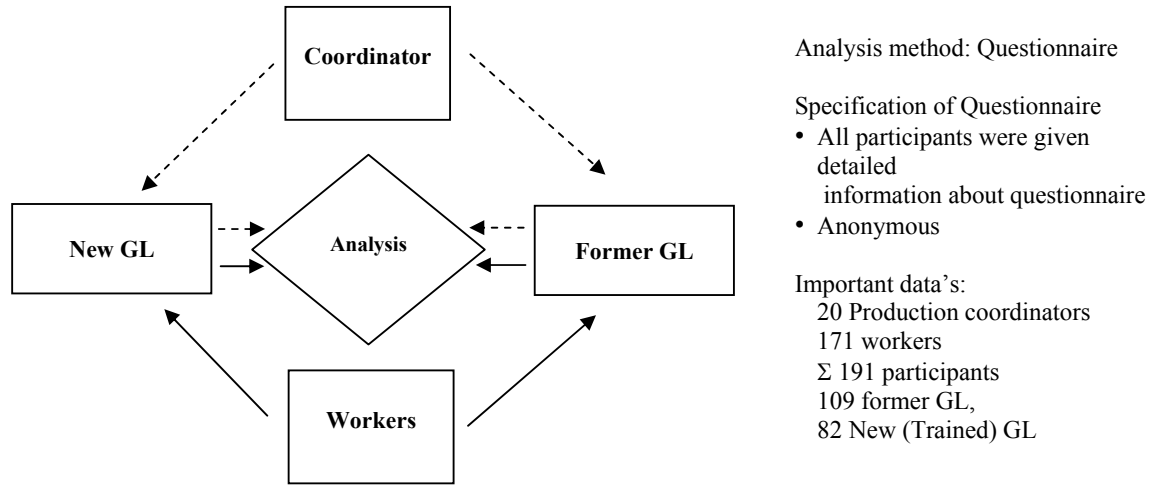 Coordinator
New GL
Analysis
Former GL
Workers
Analysis method: Questionnaire
Specification of Questionnaire
• All participants were given
detailed
information about questionnaire
• Anonymous
Important data’s:
20 Production coordinators
171 workers
Σ 191 participants
109 former GL,
82 New (Trained) GL